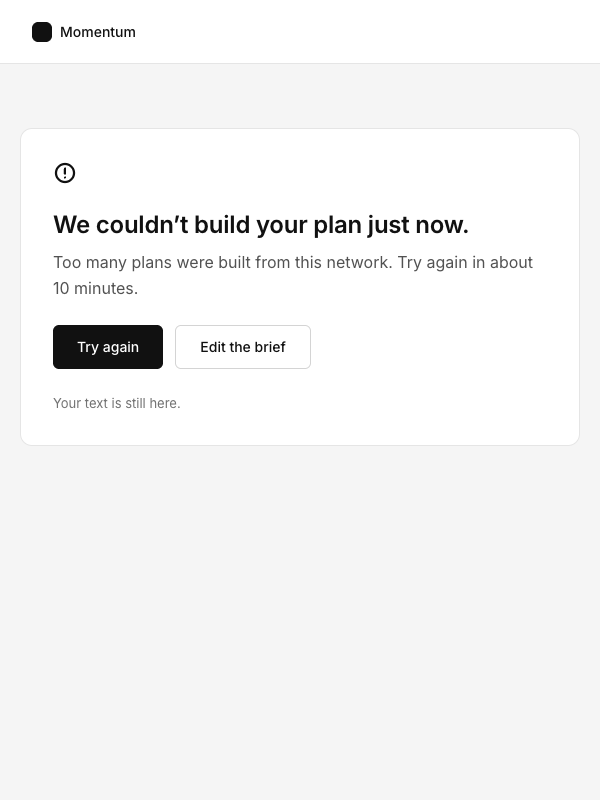 Momentum
We couldn’t build your plan just now.
Too many plans were built from this network. Try again in about
10 minutes.
Try again
Edit the brief
Your text is still here.